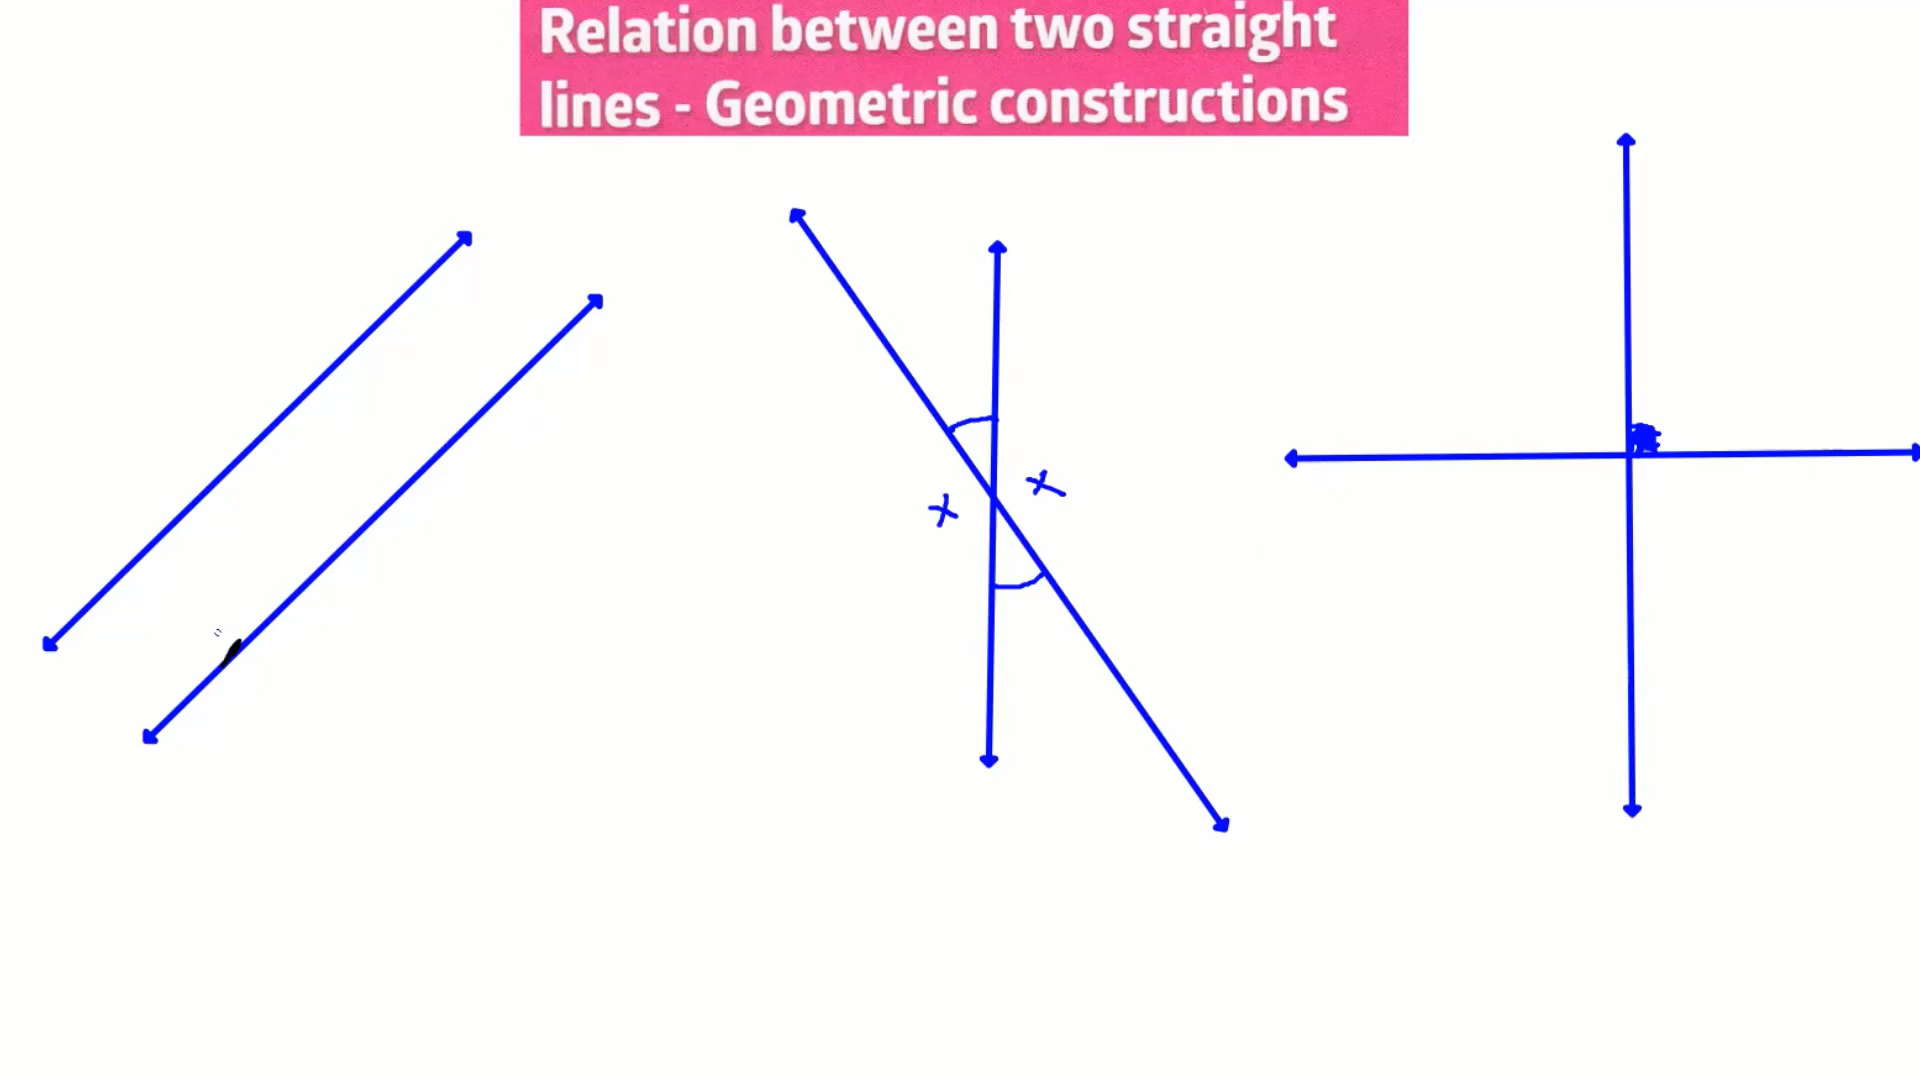 Relation between two straight
lines - Geometric constructions
x
x